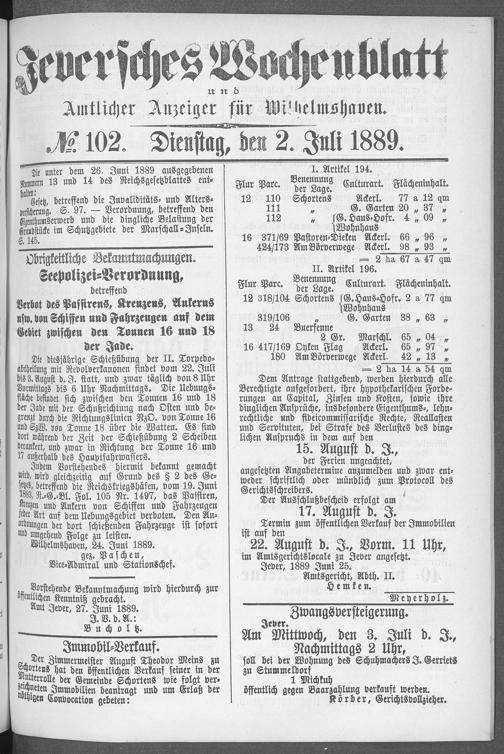 Jeversches Wochenblatt
und
Amtlicher Anzeiger für Wilhelmshaven.
№ 102. Dienstag, den 2. Juli 1889.
Die unter dem 26. Juni 1889 ausgegebenen
Nummern 13 und 14 des Reichsgesetzblattes ent-
halten:
Gesetz, betreffend die Invaliditäts- und Alters-
versicherung. S. 97. — Verordnung, betreffend den
Eigenthumserwerb und die dingliche Belastung der
Grundstücke im Schutzgebiete der Marschall-Inseln.
S. 145.
Obrigkeitliche Bekanntmachungen.
Seepolizei-Verordnung,
betreffend
Verbot des Passirens, Kreuzens, Ankerns
usw. von Schiffen und Fahrzeugen auf dem
Gebiet zwischen den Tonnen 16 und 18
der Jade.
Die diesjährige Schießübung der II. Torpedo-
abtheilung mit Revolverkanonen findet vom 22. Juli
bis 3. August d. J. statt, und zwar täglich von 8 Uhr
Vormittags bis 6 Uhr Nachmittags. Die Uebungs-
fläche befindet sich zwischen den Tonnen 16 und 18
der Jade mit der Schußrichtung nach Osten und be-
grenzt durch die Richtungslinien NzO. von Tonne 16
und SzW. von Tonne 16 über die Watten. Es sind
dort während der Zeit der Schießübung 2 Scheiben
verankert, und zwar in Richtung der Tonne 16 und
17 außerhalb des Hauptfahrwassers.
Indem Vorstehendes hiermit bekannt gemacht
wird, wird gleichzeitig auf Grund des § 2 des Ge-
setzes, betreffend die Reichskriegshäfen, vom 19. Juni
1883, R.-G.-Bl. Fol. 105 Nr. 1497, das Passiren,
Kreuzen und Ankern von Schiffen und Fahrzeugen
jeder Art auf dem Uebungsgebiet verboten. Den An-
ordnungen der dort schießenden Fahrzeuge ist sofort
und umgehend Folge zu leisten.
Wilhelmshaven, 24. Juni 1889.
gez. Paschen,
Vice-Admiral und Stationschef.
Vorstehende Bekanntmachung wird hierdurch zur
öffentlichen Kenntniß gebracht.
Amt Jever, 27. Juni 1889.
J. V. d. A.:
Bucholtz.
Immobil-Verkauf.
Der Zimmermeister August Theodor Meins zu
Schortens hat den öffentlichen Verkauf seiner in der
Mutterrolle der Gemeinde Schortens wie folgt ver-
zeichneten Immobilien beantragt und um Erlaß der
nöthigen Convocation gebeten:
I. Artikel 194.
Flur Parc. Benennung der Lage. Culturart. Flächeninhalt.
12 110 Schortens Ackerl. 77 a 12 qm
111 „ G. Garten 20 „ 37 „
112 „ (G. Haus-Hofr. 4 „ 09 „
(Wohnhaus
16 371/69 Pastoren-Dieken Ackerl. 66 „ 96 „
424/173 Am Börverwege Ackerl. 98 „ 93 „
= 2 ha 67 a 47 qm
II. Artikel 196.
Flur Parc. Benennung der Lage. Culturart. Flächeninhalt.
12 318/104 Schortens (G. Haus-Hofr. 2 a 77 qm
(Wohnhaus
319/106 „ G. Garten 38 „ 63 „
13 24 Buerfenne
2 Gr. Marschl. 65 „ 04 „
16 417/169 Oyken Flag Ackerl. 65 „ 97 „
180 Am Börverwege Ackerl. 42 „ 13 „
= 2 ha 14 a 54 qm
Dem Antrage stattgebend, werden hierdurch alle
Berechtigte aufgefordert, ihre hypothekarischen Forde-
rungen an Capital, Zinsen und Kosten, sowie ihre
dinglichen Ansprüche, insbesondere Eigenthums-, lehn-
rechtliche und fideicommissarische Rechte, Reallasten
und Servituten, bei Strafe des Verlustes des ding-
lichen Anspruchs in dem auf den
15. August d. J.,
der Ferien ungeachtet,
angesetzten Angabetermine anzumelden und zwar ent-
weder schriftlich oder mündlich zum Protocoll des
Gerichtsschreibers.
Der Ausschlußbescheid erfolgt am
17. August d. J.
Termin zum öffentlichen Verkauf der Immobilien
ist auf den
22. August d. J., Vorm. 11 Uhr,
im Amtsgerichtslocale zu Jever angesetzt.
Jever, 1889 Juni 25.
Amtsgericht, Abth. II.
Hemken.
Meyerholz.
Zwangsversteigerung.
Jever.
Am Mittwoch, den 3. Juli d. J.,
Nachmittags 2 Uhr,
soll bei der Wohnung des Schuhmachers J. Gerriets
zu Stummeldorf
1 Milchkuh
öffentlich gegen Baarzahlung verkauft werden.
Körber, Gerichtsvollzieher.